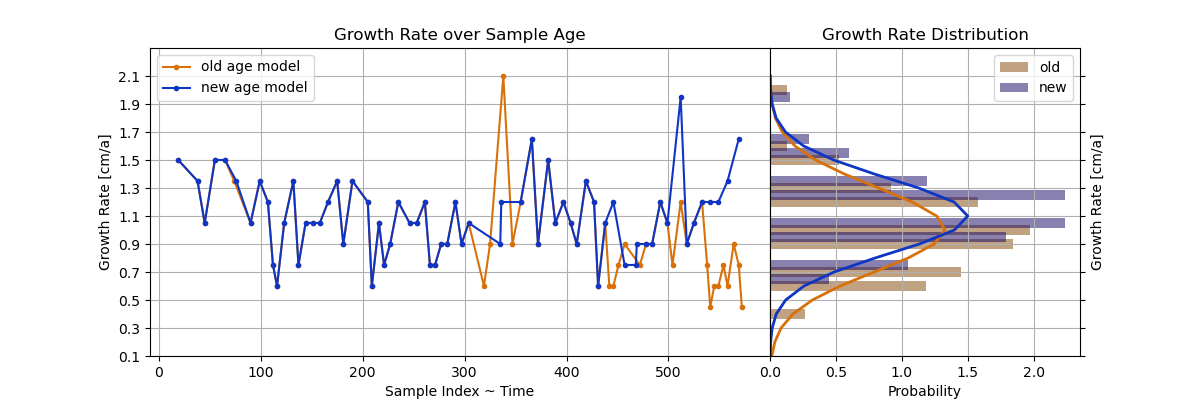 Growth Rate over Sample Age
Growth Rate Distribution
old age model
new age model
old
new
Growth Rate [cm/a]
2.1
1.9
1.7
1.5
1.3
1.1
0.9
0.7
0.5
0.3
0.1
0
100
200
300
400
500
Sample Index ~ Time
0.0
0.5
1.0
1.5
2.0
Probability
Growth Rate [cm/a]